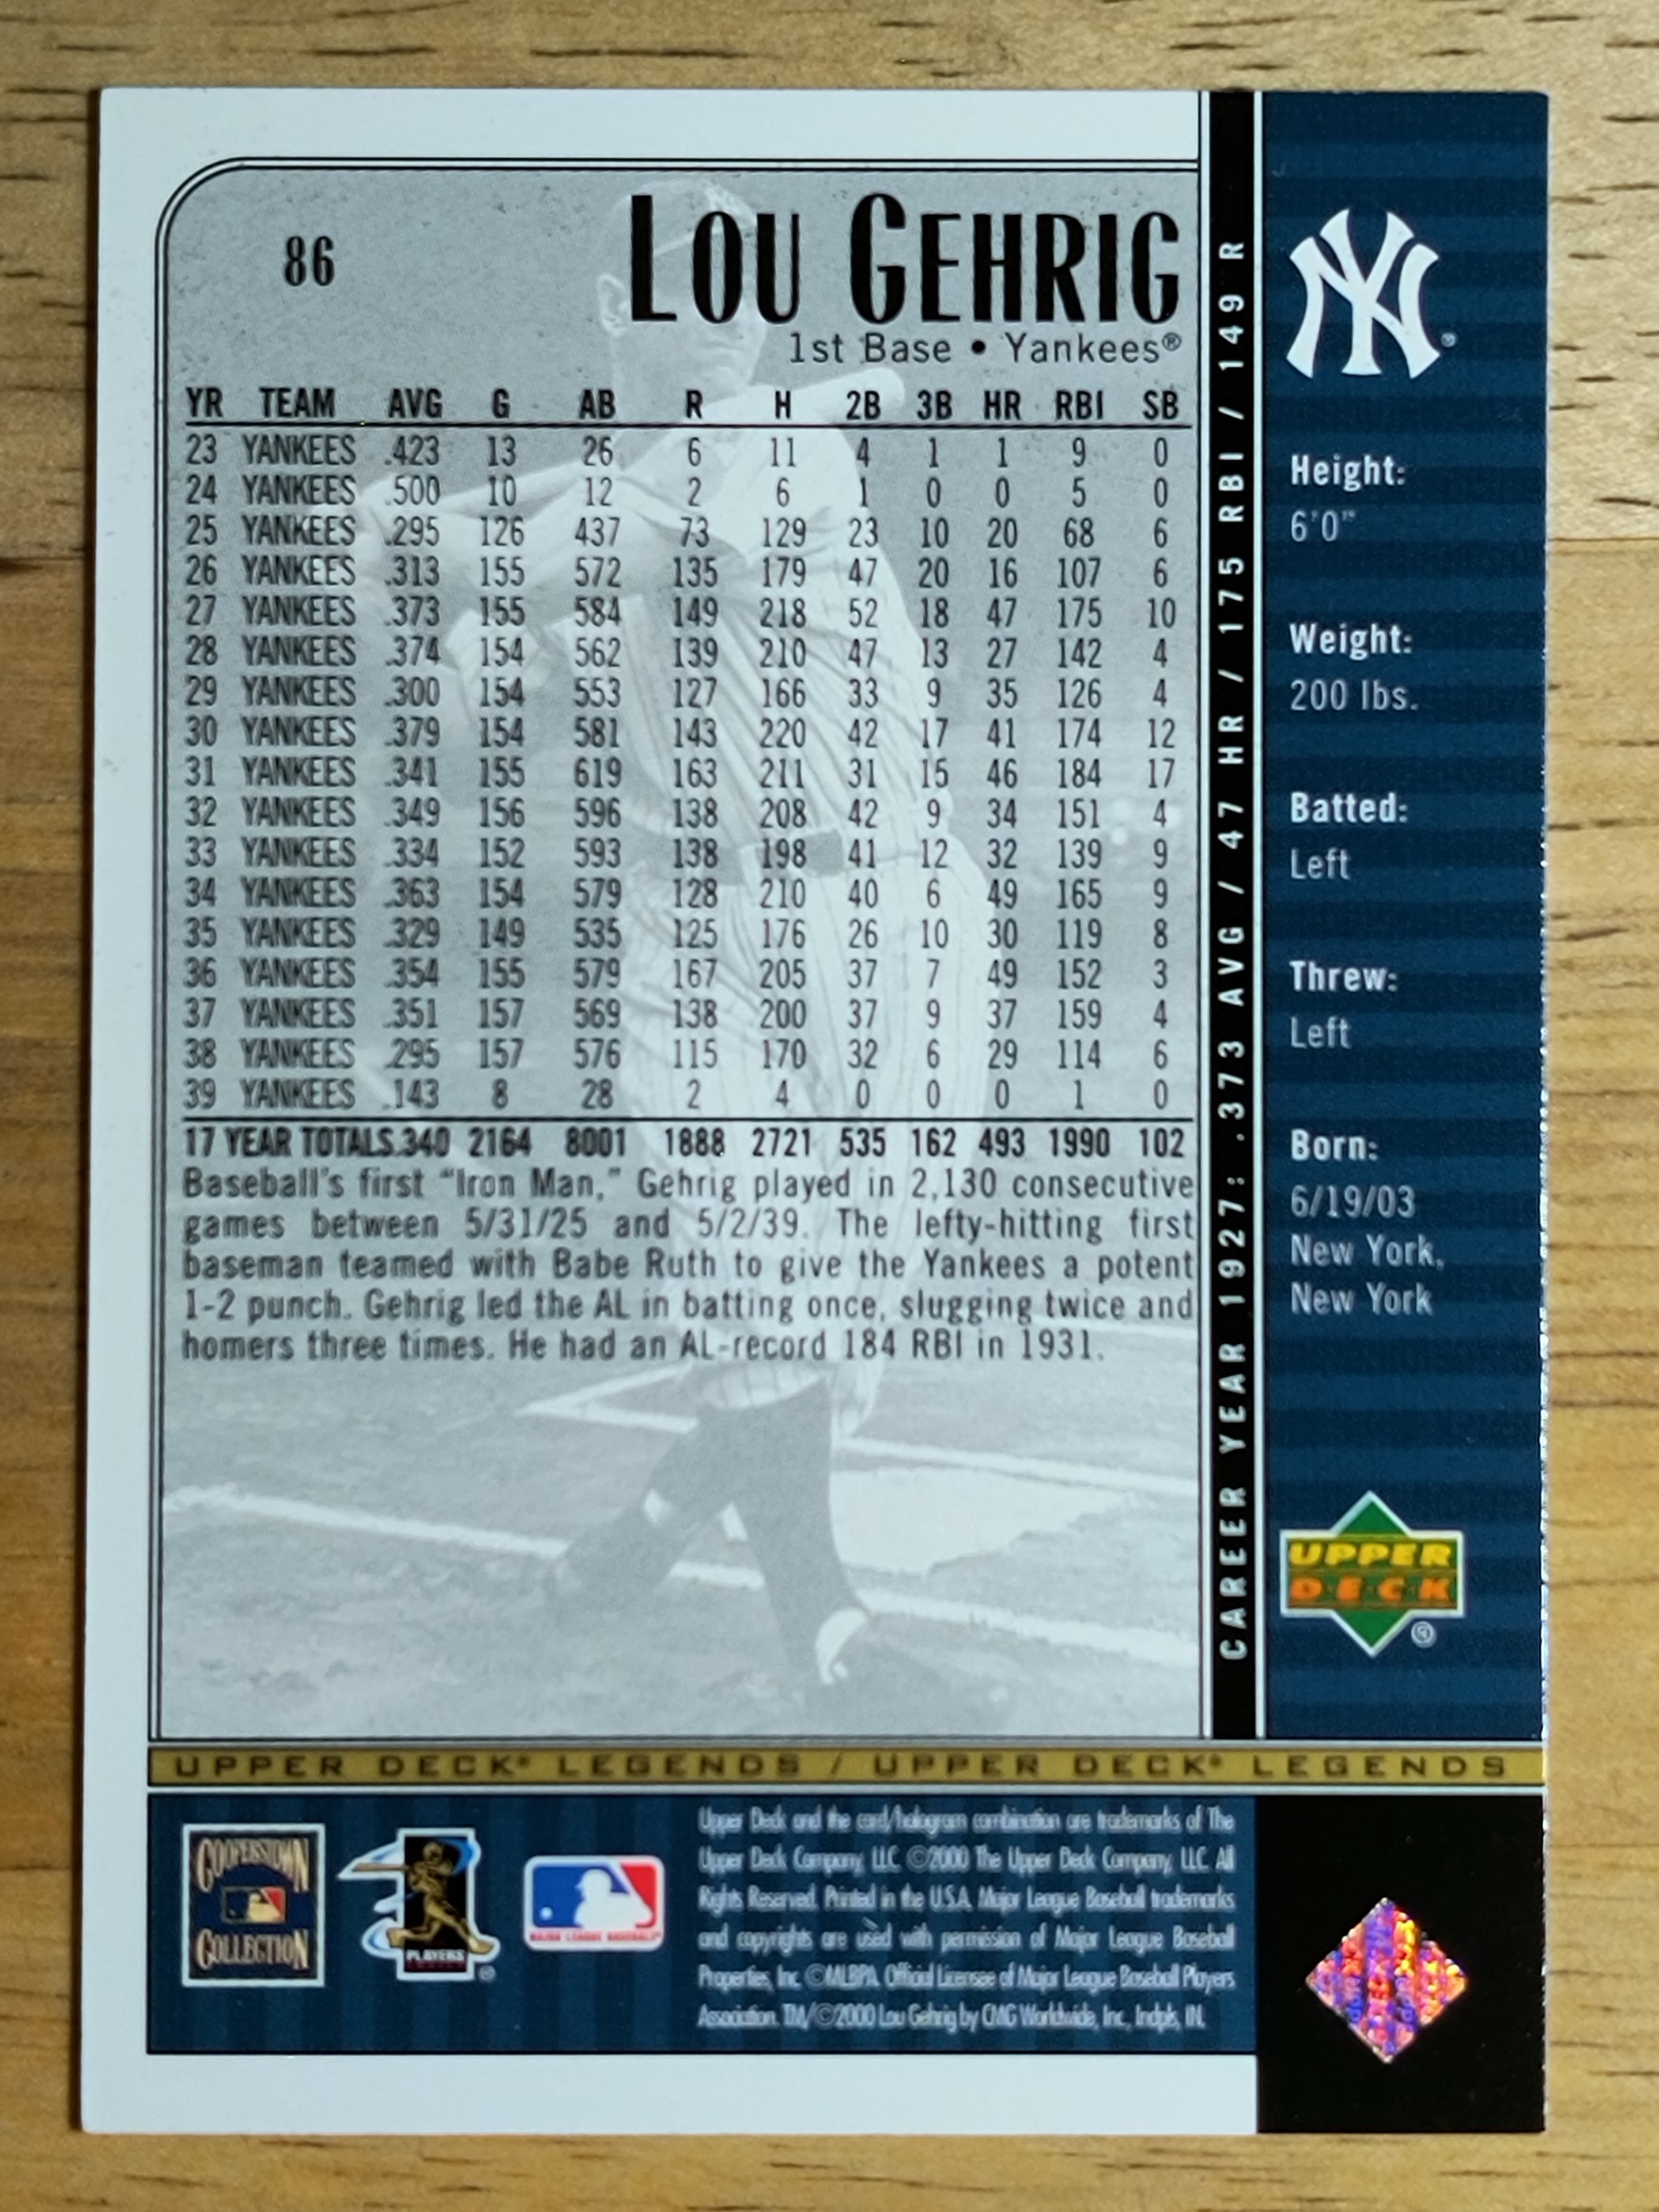 86
LOU GEHRIG
1st Base • Yankees®
YR TEAM AVG G AB R H 2B 3B HR RBI SB
23 YANKEES .423 13 26 6 11 4 1 1 9 0
24 YANKEES .500 10 12 2 6 1 0 0 5 0
25 YANKEES .295 126 437 73 129 23 10 20 68 6
26 YANKEES .313 155 572 135 179 47 20 16 107 6
27 YANKEES .373 155 584 149 218 52 18 47 175 10
28 YANKEES .374 154 562 139 210 47 13 27 142 4
29 YANKEES .300 154 553 127 166 33 9 35 126 4
30 YANKEES .379 154 581 143 220 42 17 41 174 12
31 YANKEES .341 155 619 163 211 31 15 46 184 17
32 YANKEES .349 156 596 138 208 42 9 34 151 4
33 YANKEES .334 152 593 138 198 41 12 32 139 9
34 YANKEES .363 154 579 128 210 40 6 49 165 9
35 YANKEES .329 149 535 125 176 26 10 30 119 8
36 YANKEES .354 155 579 167 205 37 7 49 152 3
37 YANKEES .351 157 569 138 200 37 9 37 159 4
38 YANKEES .295 157 576 115 170 32 6 29 114 6
39 YANKEES .143 8 28 2 4 0 0 0 1 0
17 YEAR TOTALS .340 2164 8001 1888 2721 535 162 493 1990 102
Baseball's first "Iron Man," Gehrig played in 2,130 consecutive
games between 5/31/25 and 5/2/39. The lefty-hitting first
baseman teamed with Babe Ruth to give the Yankees a potent
1-2 punch. Gehrig led the AL in batting once, slugging twice and
homers three times. He had an AL-record 184 RBI in 1931.
CAREER YEAR 1927: .373 AVG / 47 HR / 175 RBI / 149 R
NY®
Height:
6'0"
Weight:
200 lbs.
Batted:
Left
Threw:
Left
Born:
6/19/03
New York,
New York
UPPER
DECK®
UPPER DECK® LEGENDS / UPPER DECK® LEGENDS
COOPERSTOWN
COLLECTION
PLAYERS
MAJOR LEAGUE BASEBALL
Upper Deck and the card/hologram combination are trademarks of The
Upper Deck Company, LLC. ©2000 The Upper Deck Company, LLC. All
Rights Reserved. Printed in the U.S.A. Major League Baseball trademarks
and copyrights are used with permission of Major League Baseball
Properties, Inc. ©MLBPA. Official Licensee of Major League Baseball Players
Association. TM/©2000 Lou Gehrig by CMG Worldwide, Inc., Indpls, IN.